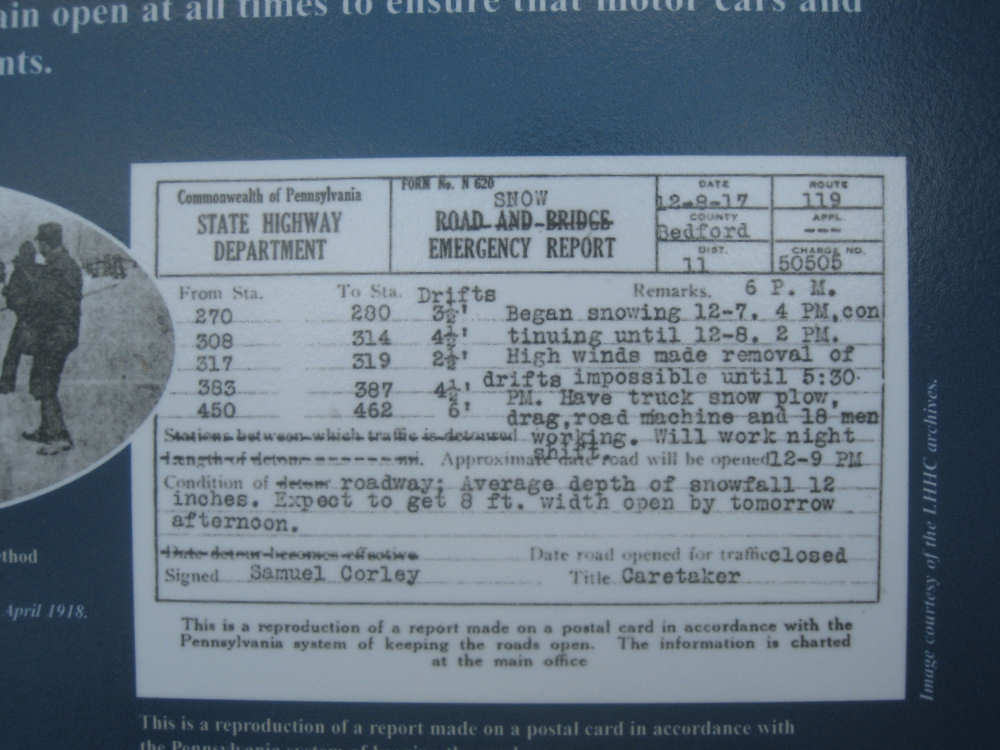 ain open at all times to ensure that motor cars and
nts.
Commonwealth of Pennsylvania
STATE HIGHWAY
DEPARTMENT
FORM No. N 620
SNOW
ROAD AND BRIDGE
EMERGENCY REPORT
DATE
12-9-17
ROUTE
119
COUNTY
Bedford
APPL.
---
DIST.
11
CHARGE NO.
50505
From Sta. To Sta. Drifts Remarks. 6 P. M.
270 280 3½' Began snowing 12-7, 4 PM, con
308 314 4½' tinuing until 12-8, 2 PM.
317 319 2½' High winds made removal of
383 387 4½' drifts impossible until 5:30
450 462 6' PM. Have truck snow plow,
drag, road machine and 18 men
Stations between which traffic is detoured working. Will work night
shift.
Length of detour mi. Approximate date road will be opened 12-9 PM
Condition of detour roadway; Average depth of snowfall 12
inches. Expect to get 8 ft. width open by tomorrow
afternoon.
Date detour becomes effective Date road opened for traffic closed
Signed Samuel Corley Title Caretaker
This is a reproduction of a report made on a postal card in accordance with the
Pennsylvania system of keeping the roads open. The information is charted
at the main office
thod
April 1918.
Image courtesy of the LHHC archives.
This is a reproduction of a report made on a postal card in accordance with